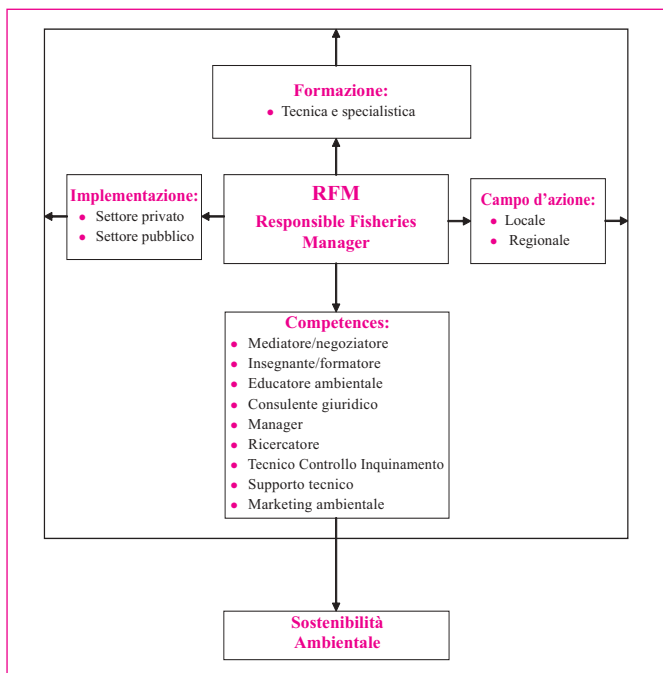 Formazione:
• Tecnica e specialistica
Implementazione:
• Settore privato
• Settore pubblico
RFM
Responsible Fisheries
Manager
Campo d'azione:
• Locale
• Regionale
Competences:
• Mediatore/negoziatore
• Insegnante/formatore
• Educatore ambientale
• Consulente giuridico
• Manager
• Ricercatore
• Tecnico Controllo Inquinamento
• Supporto tecnico
• Marketing ambientale
Sostenibilità
Ambientale